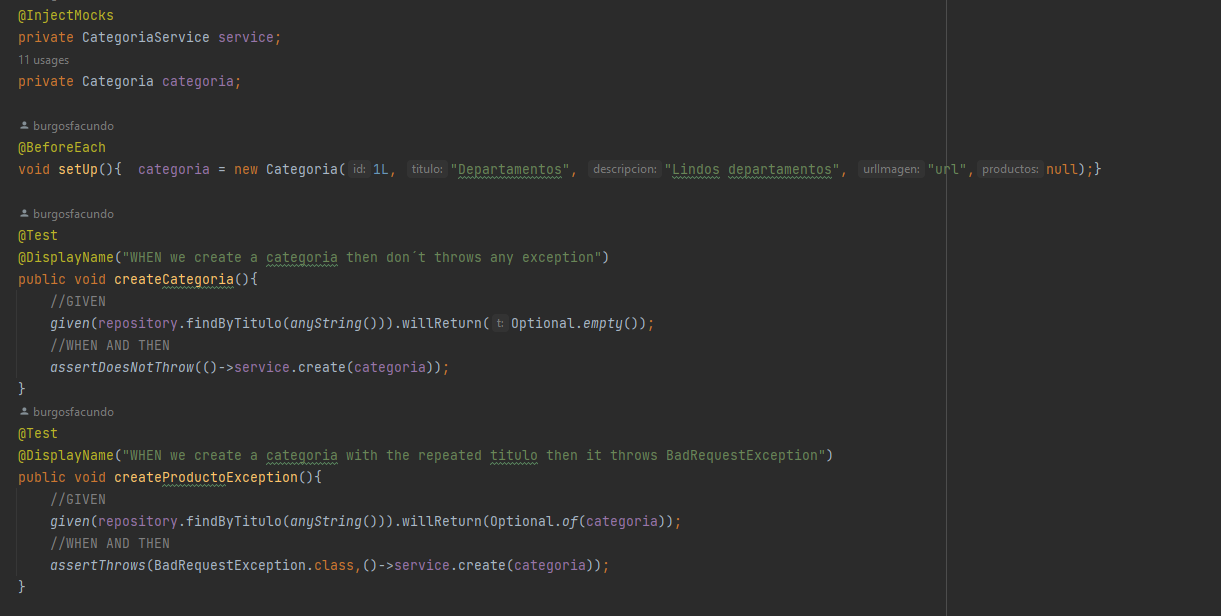 @InjectMocks
private CategoriaService service;
11 usages
private Categoria categoria;
burgosfacundo
@BeforeEach
void setUp(){  categoria = new Categoria( id: 1L,  titulo: "Departamentos",  descripcion: "Lindos departamentos",  urlImagen: "url", productos: null);}
burgosfacundo
@Test
@DisplayName("WHEN we create a categoria then don´t throws any exception")
public void createCategoria(){
    //GIVEN
    given(repository.findByTitulo(anyString())).willReturn( t: Optional.empty());
    //WHEN AND THEN
    assertDoesNotThrow(()->service.create(categoria));
}
burgosfacundo
@Test
@DisplayName("WHEN we create a categoria with the repeated titulo then it throws BadRequestException")
public void createProductoException(){
    //GIVEN
    given(repository.findByTitulo(anyString())).willReturn(Optional.of(categoria));
    //WHEN AND THEN
    assertThrows(BadRequestException.class,()->service.create(categoria));
}